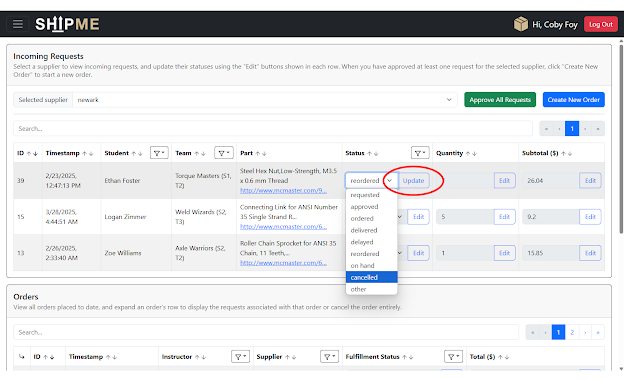 SHIPME
Hi, Coby Foy
Log Out
Incoming Requests
Select a supplier to view incoming requests, and update their statuses using the "Edit" buttons shown in each row. When you have approved at least one request for the selected supplier, click "Create New
Order" to start a new order.
Selected supplier newark
Approve All Requests
Create New Order
Search...
« ‹ 1 › »
ID Timestamp Student Team Part Status Quantity Subtotal ($)
39 2/23/2025, 12:47:13 PM Ethan Foster Torque Masters (S1, T2) Steel Hex Nut,Low-Strength, M3.5 x 0.6 mm Thread http://www.mcmaster.com/9... reordered Update Edit 26.04 Edit
requested
approved
ordered
delivered
delayed
reordered
on hand
cancelled
other
15 3/28/2025, 4:44:51 AM Logan Zimmer Weld Wizards (S2, T3) Connecting Link for ANSI Number 35 Single Strand R... http://www.mcmaster.com/6... Edit 5 Edit 9.2 Edit
13 2/26/2025, 2:33:40 AM Zoe Williams Axle Warriors (S2, T2) Roller Chain Sprocket for ANSI 35 Chain, 11 Teeth,... http://www.mcmaster.com/6... Edit 1 Edit 15.85 Edit
Orders
View all orders placed to date, and expand an order's row to display the requests associated with that order or cancel the order entirely.
Search...
« ‹ 1 2 › »
ID Timestamp Instructor Supplier Fulfillment Status Total ($)